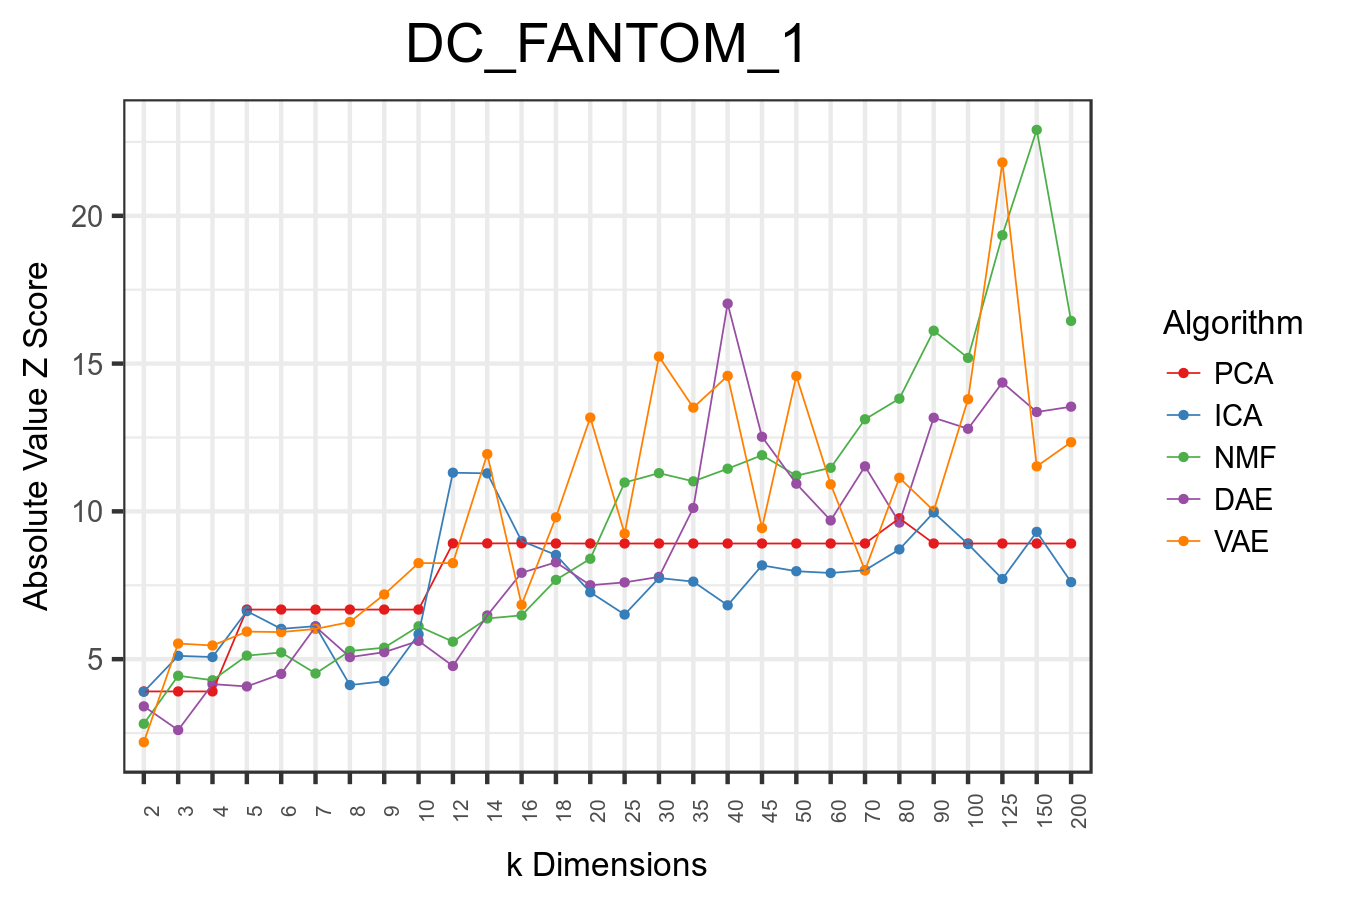 DC_FANTOM_1
Absolute Value Z Score
20
15
10
5
2 3 4 5 6 7 8 9 10 12 14 16 18 20 25 30 35 40 45 50 60 70 80 90 100 125 150 200
k Dimensions
Algorithm
PCA
ICA
NMF
DAE
VAE